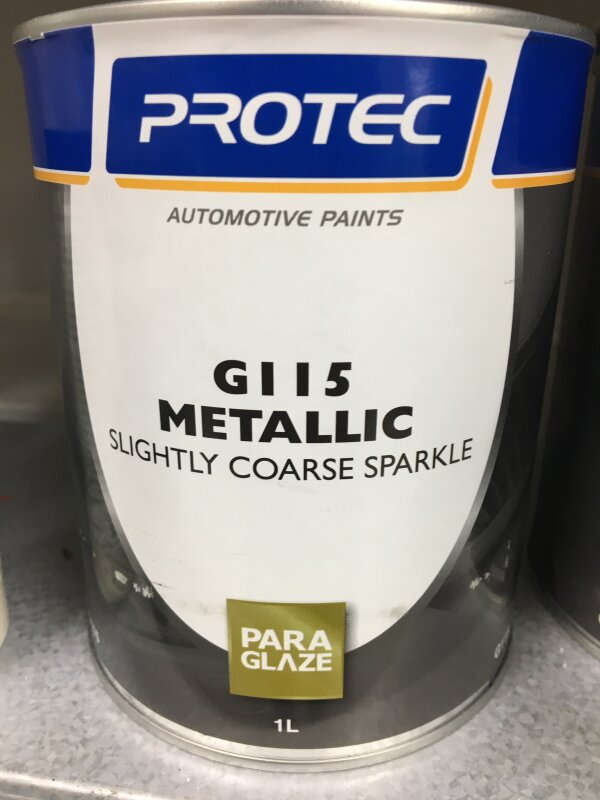 PROTEC
AUTOMOTIVE PAINTS
G115
METALLIC
SLIGHTLY COARSE SPARKLE
PARA
GLAZE
1L